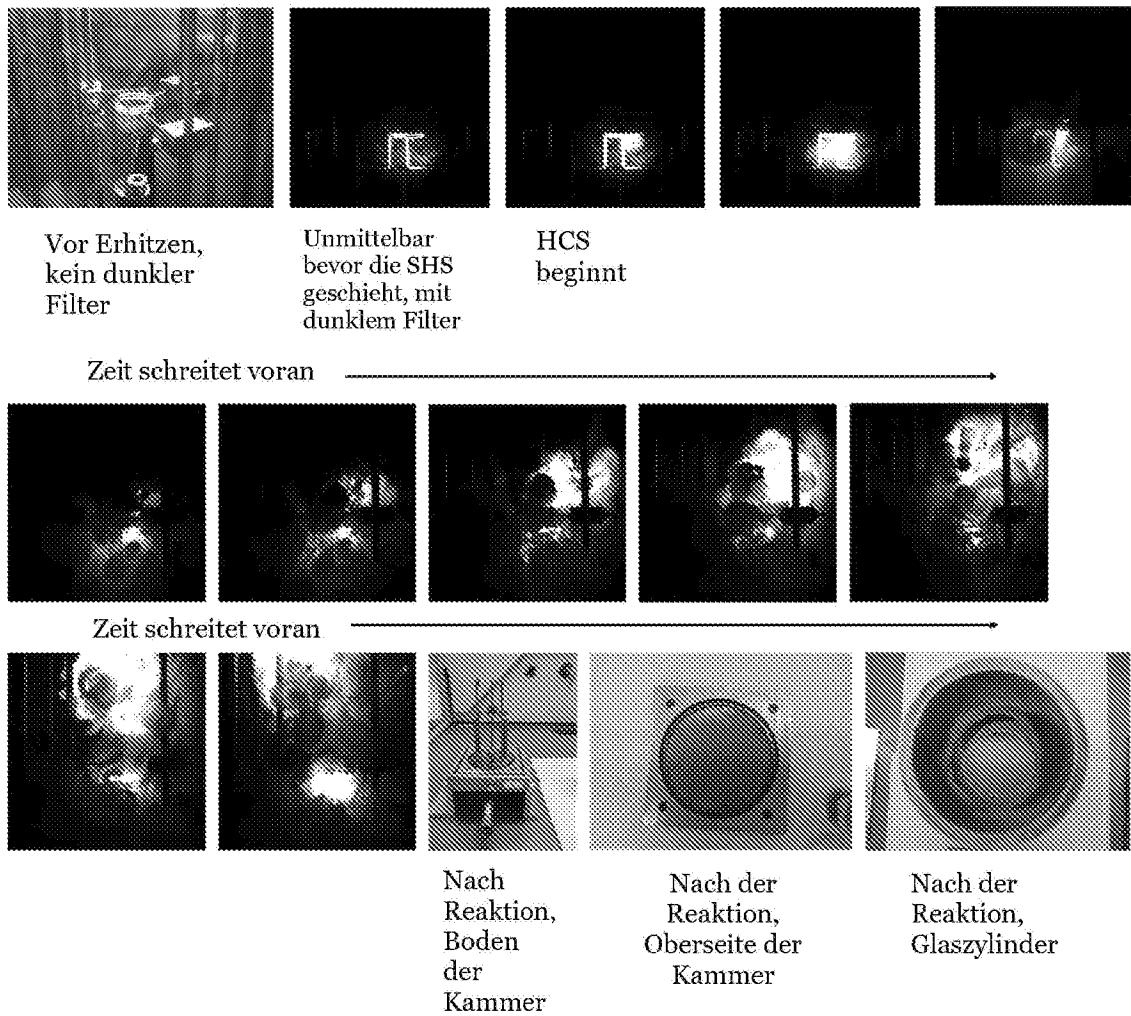 Vor Erhitzen,
kein dunkler
Filter
Unmittelbar
bevor die SHS
geschieht, mit
dunklem Filter
HCS
beginnt
Zeit schreitet voran
Zeit schreitet voran
Nach
Reaktion,
Boden
der
Kammer
Nach der
Reaktion,
Oberseite der
Kammer
Nach der
Reaktion,
Glaszylinder